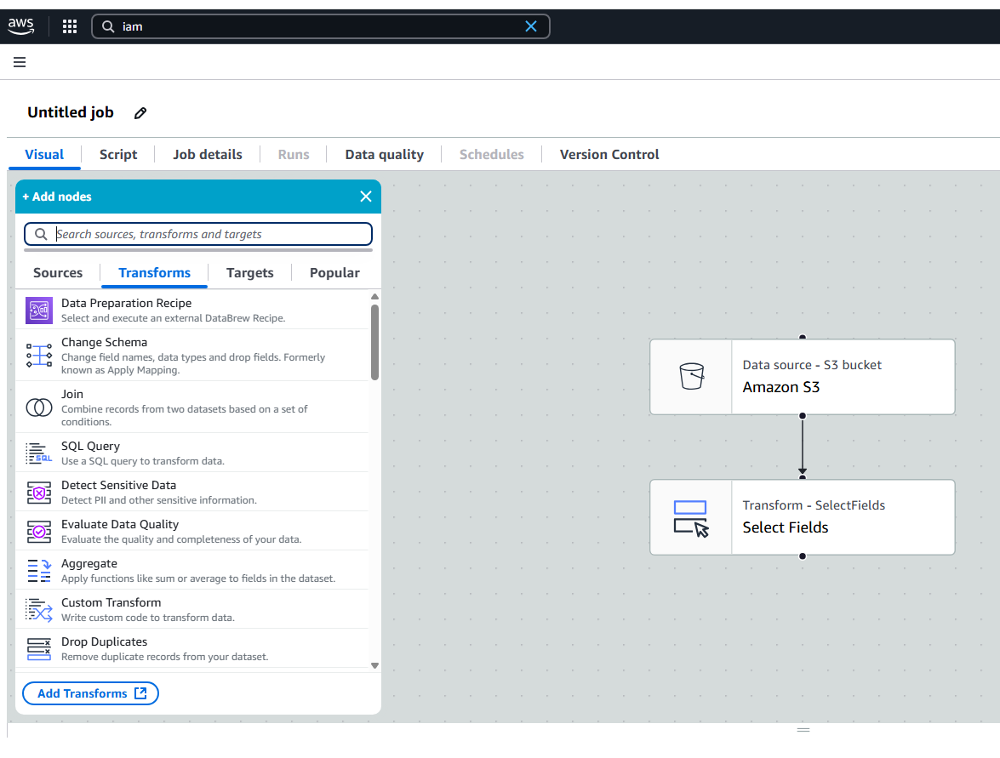 aws
iam
Untitled job
Visual
Script
Job details
Runs
Data quality
Schedules
Version Control
+ Add nodes
Search sources, transforms and targets
Sources
Transforms
Targets
Popular
Data Preparation Recipe
Select and execute an external DataBrew Recipe.
Change Schema
Change field names, data types and drop fields. Formerly
known as Apply Mapping.
Join
Combine records from two datasets based on a set of
conditions.
SQL Query
Use a SQL query to transform data.
SQL
Detect Sensitive Data
Detect PII and other sensitive information.
Evaluate Data Quality
Evaluate the quality and completeness of your data.
Aggregate
Apply functions like sum or average to fields in the dataset.
Custom Transform
Write custom code to transform data.
Drop Duplicates
Remove duplicate records from your dataset.
Add Transforms
Data source - S3 bucket
Amazon S3
Transform - SelectFields
Select Fields